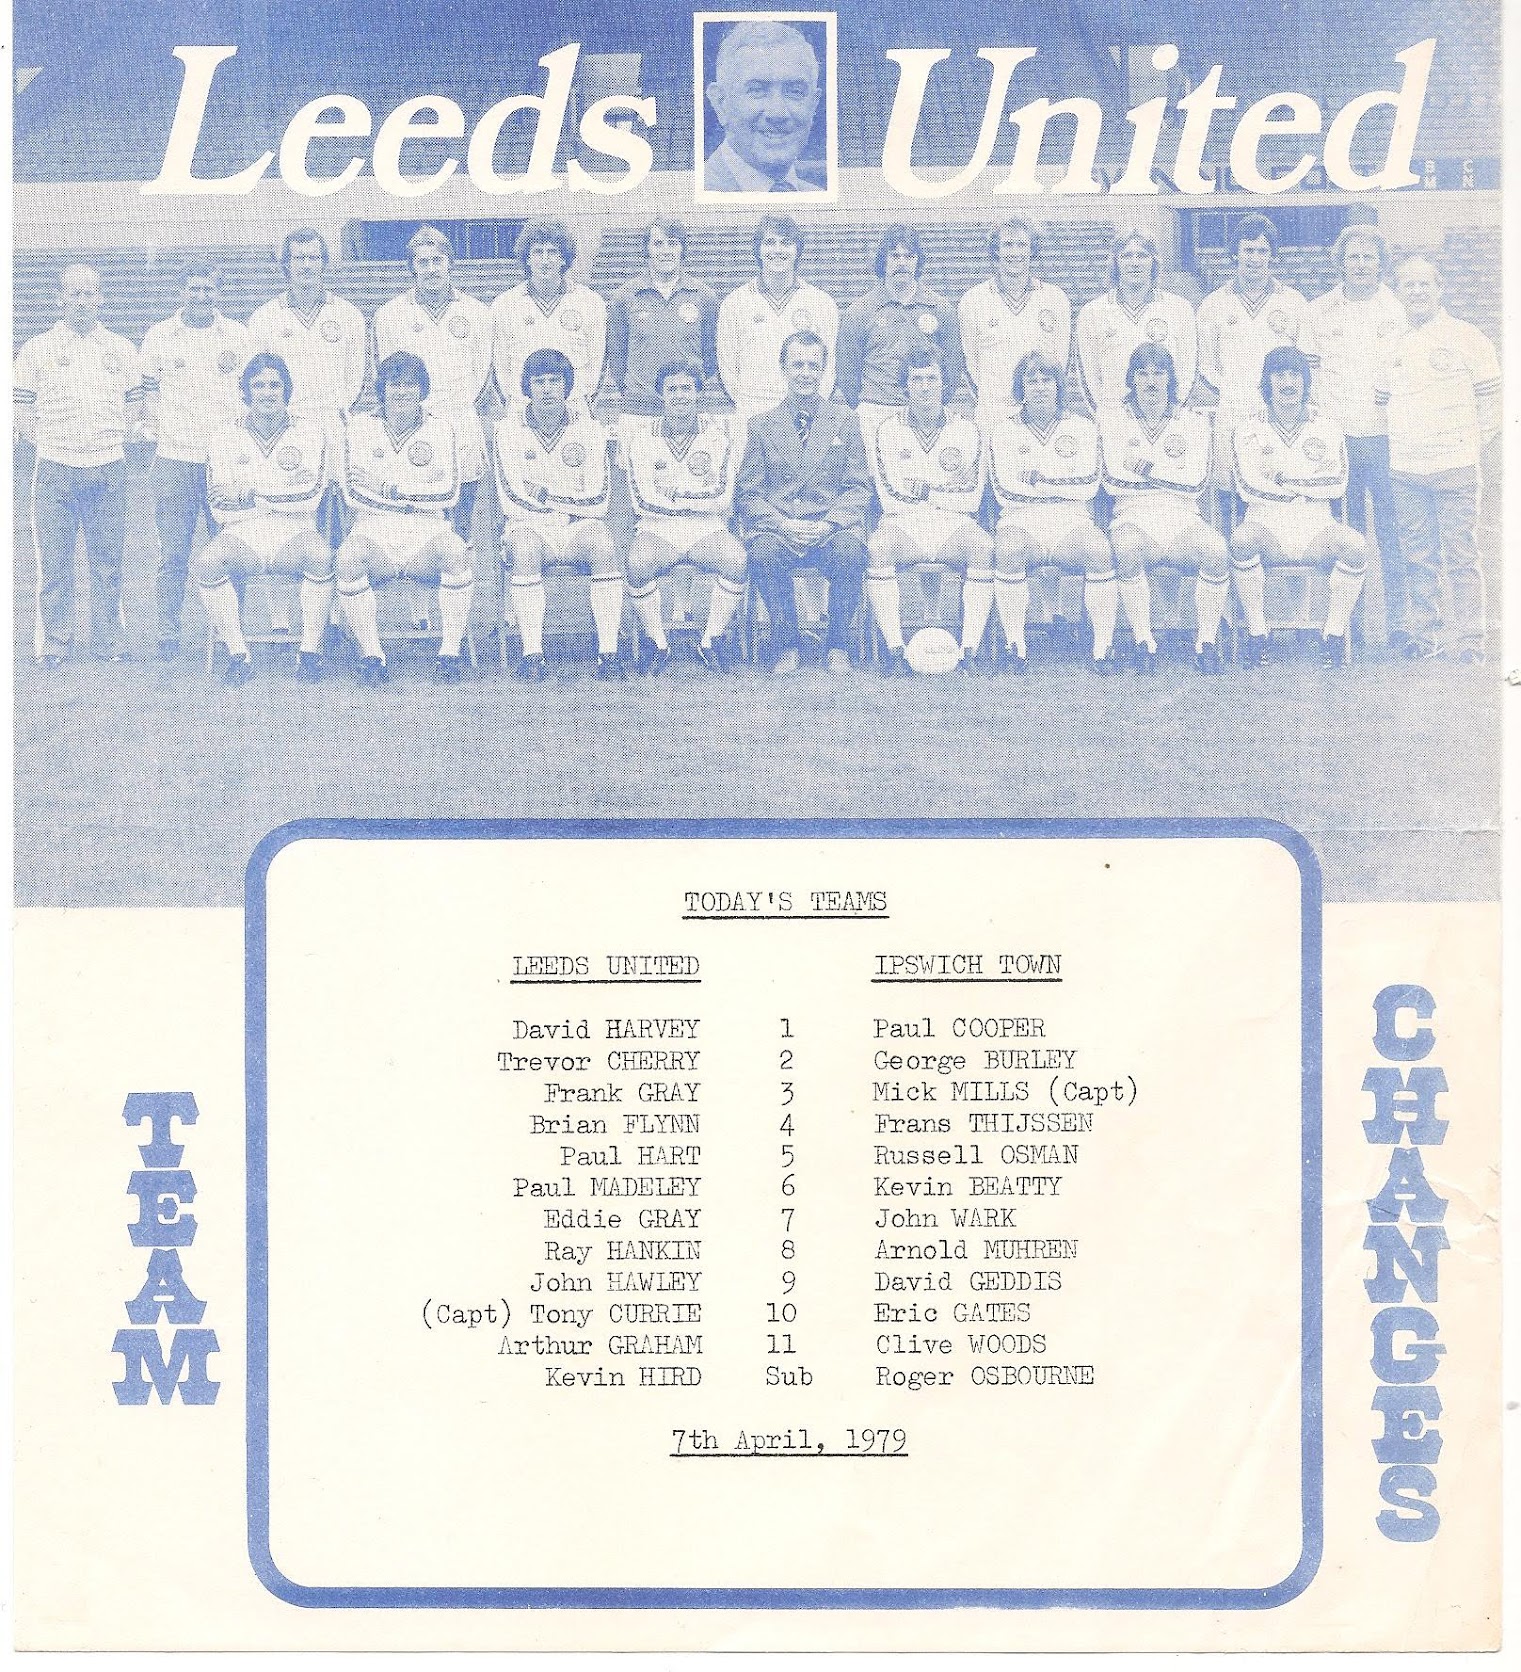 Leeds United
TODAY'S TEAMS
LEEDS UNITED IPSWICH TOWN
David HARVEY 1 Paul COOPER
Trevor CHERRY 2 George BURLEY
Frank GRAY 3 Mick MILLS (Capt)
Brian FLYNN 4 Frans THIJSSEN
Paul HART 5 Russell OSMAN
Paul MADELEY 6 Kevin BEATTY
Eddie GRAY 7 John WARK
Ray HANKIN 8 Arnold MUHREN
John HAWLEY 9 David GEDDIS
(Capt) Tony CURRIE 10 Eric GATES
Arthur GRAHAM 11 Clive WOODS
Kevin HIRD Sub Roger OSBOURNE
7th April, 1979
TEAM
CHANGES